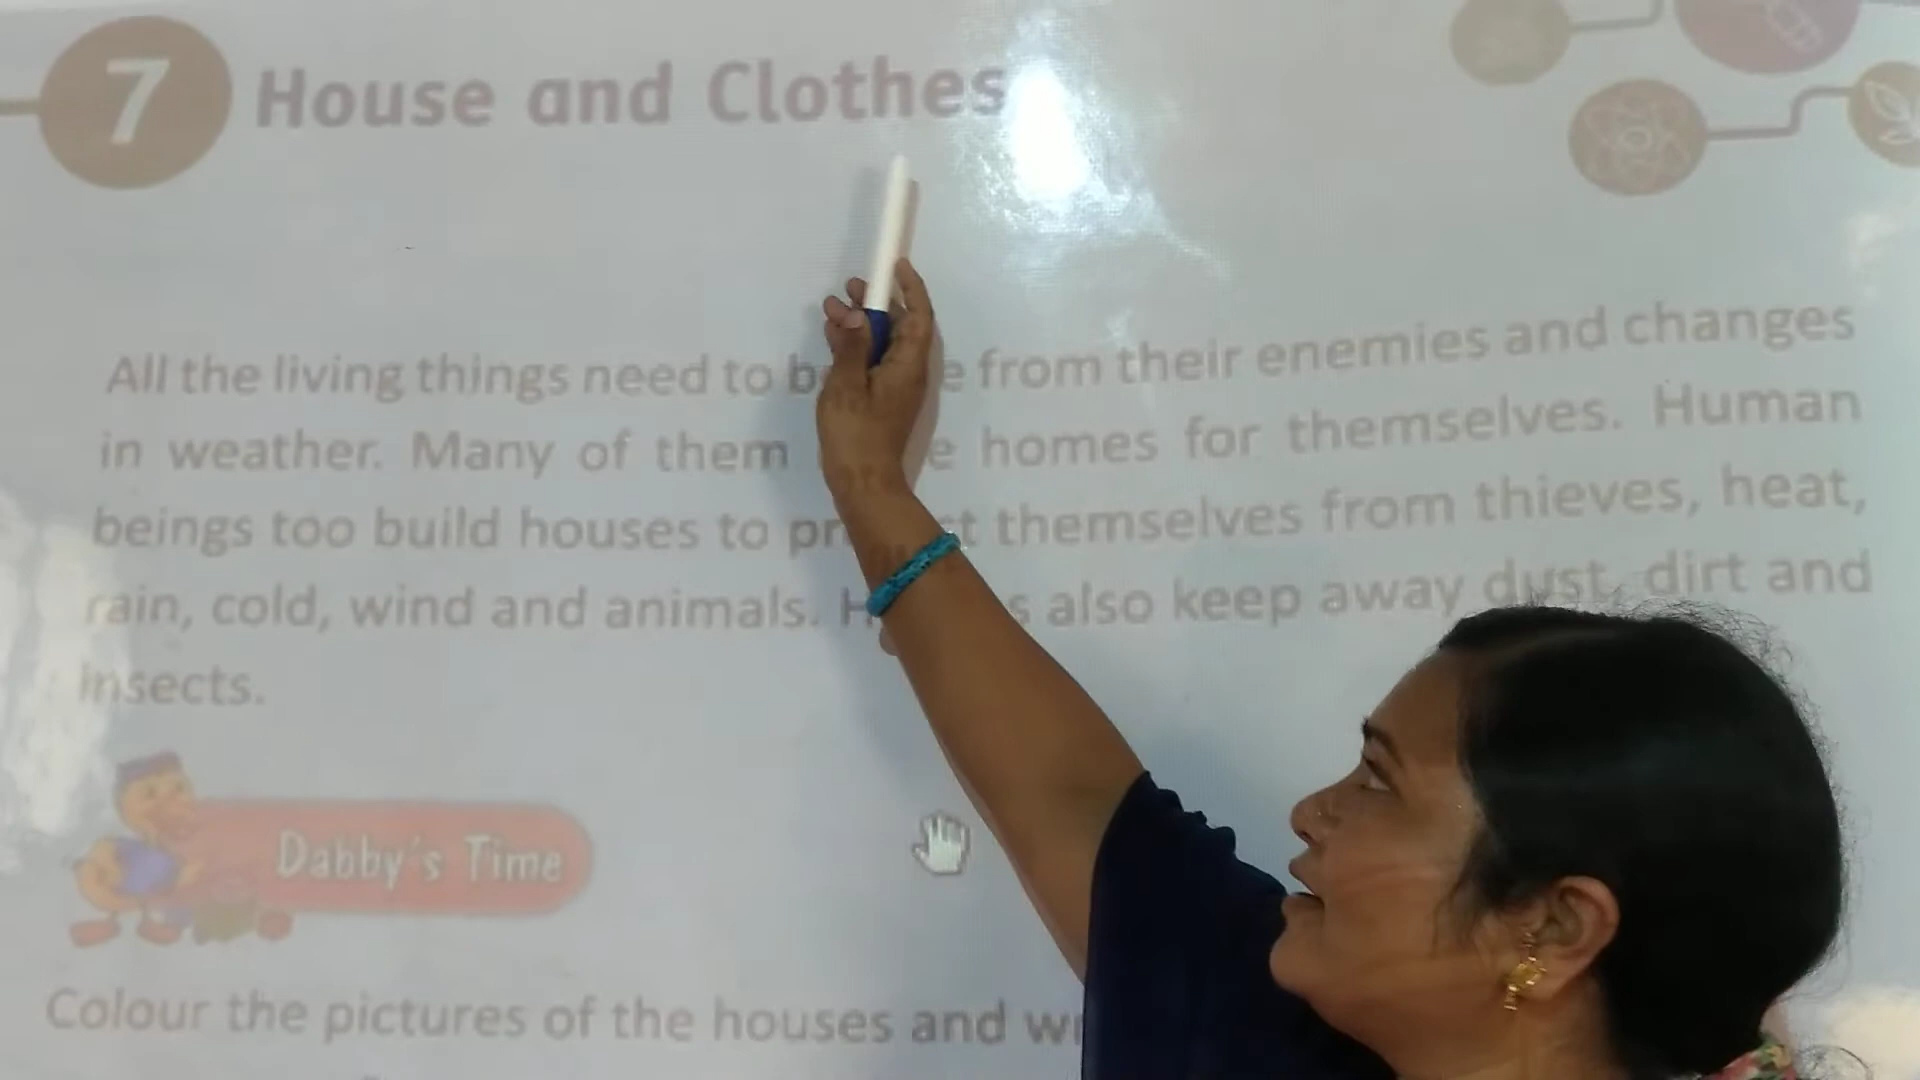 7 House and Clothes
All the living things need to from their enemies and changes
in weather. Many of them homes for themselves. Human
beings too build houses to themselves from thieves, heat,
rain, cold, wind and animals. also keep away dust, dirt and
insects.
Dabby's Time
Colour the pictures of the houses and